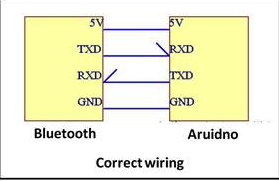 5V 5V
TXD RXD
RXD TXD
GND GND
Bluetooth Aruidno
Correct wiring